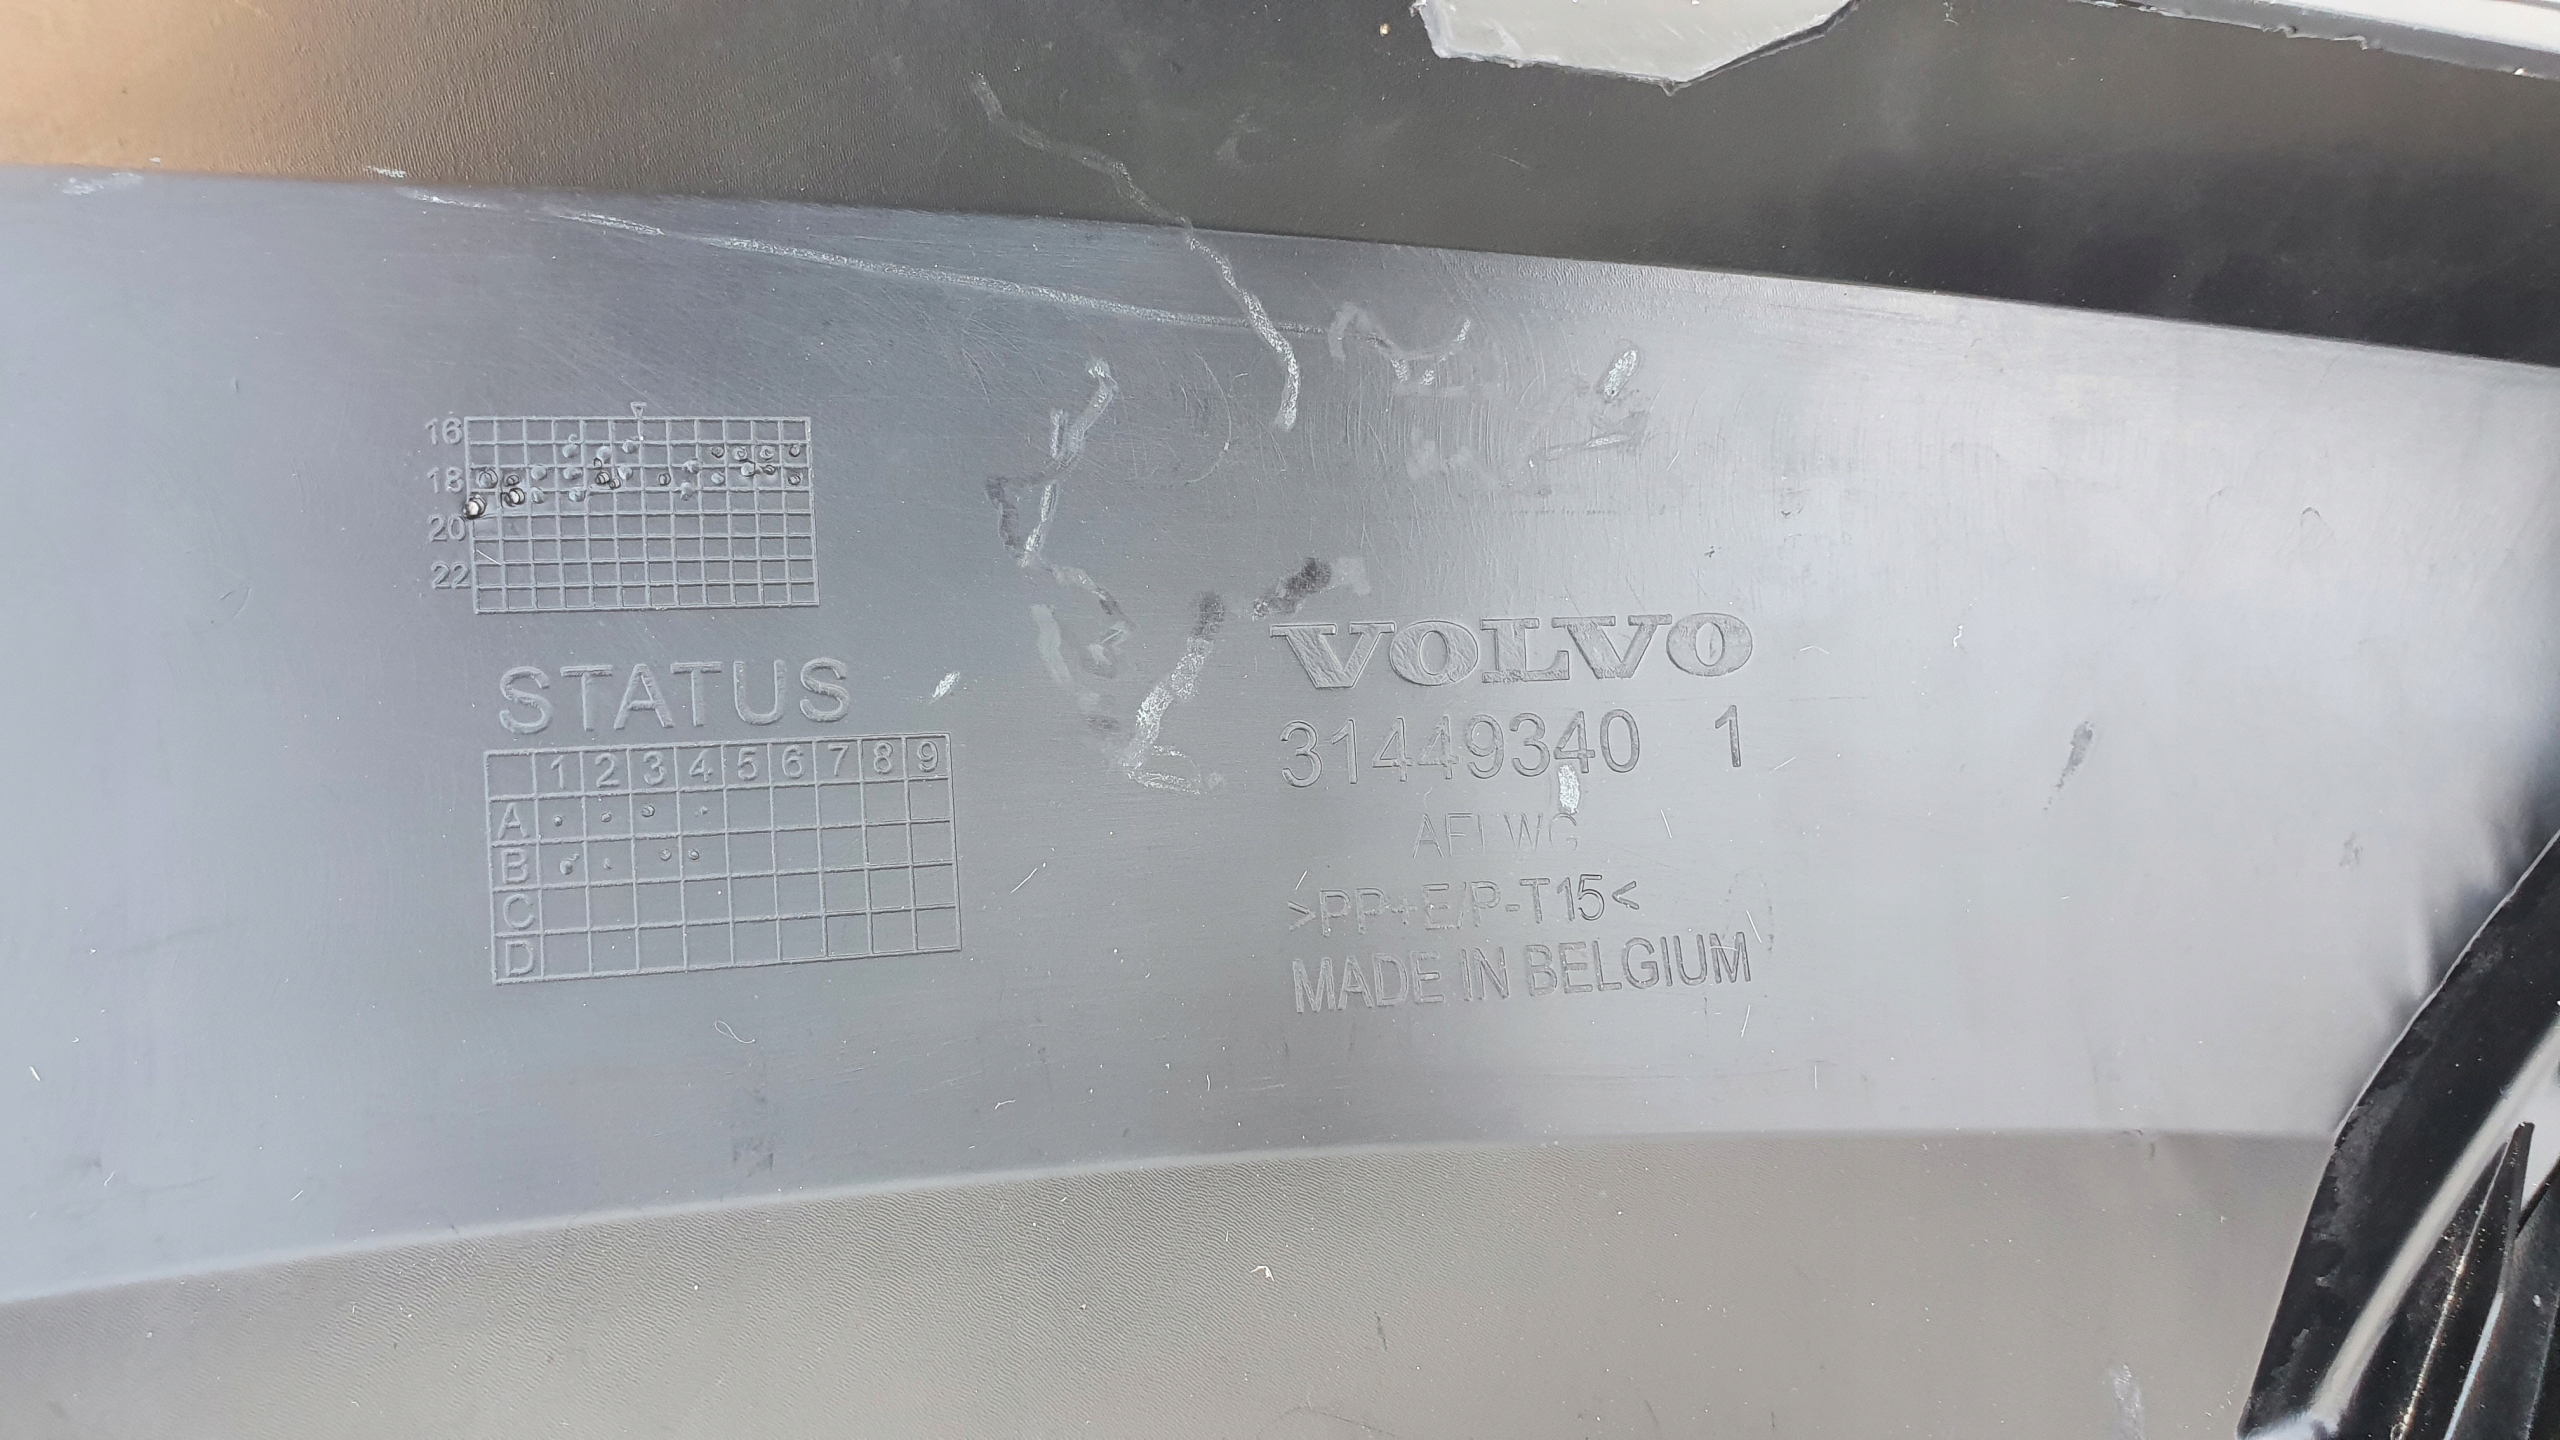 16
18
20
22
STATUS
1 2 3 4 5 6 7 8 9
A
B
C
D
VOLVO
31449340 1
>PP+E/P-T15<
MADE IN BELGIUM